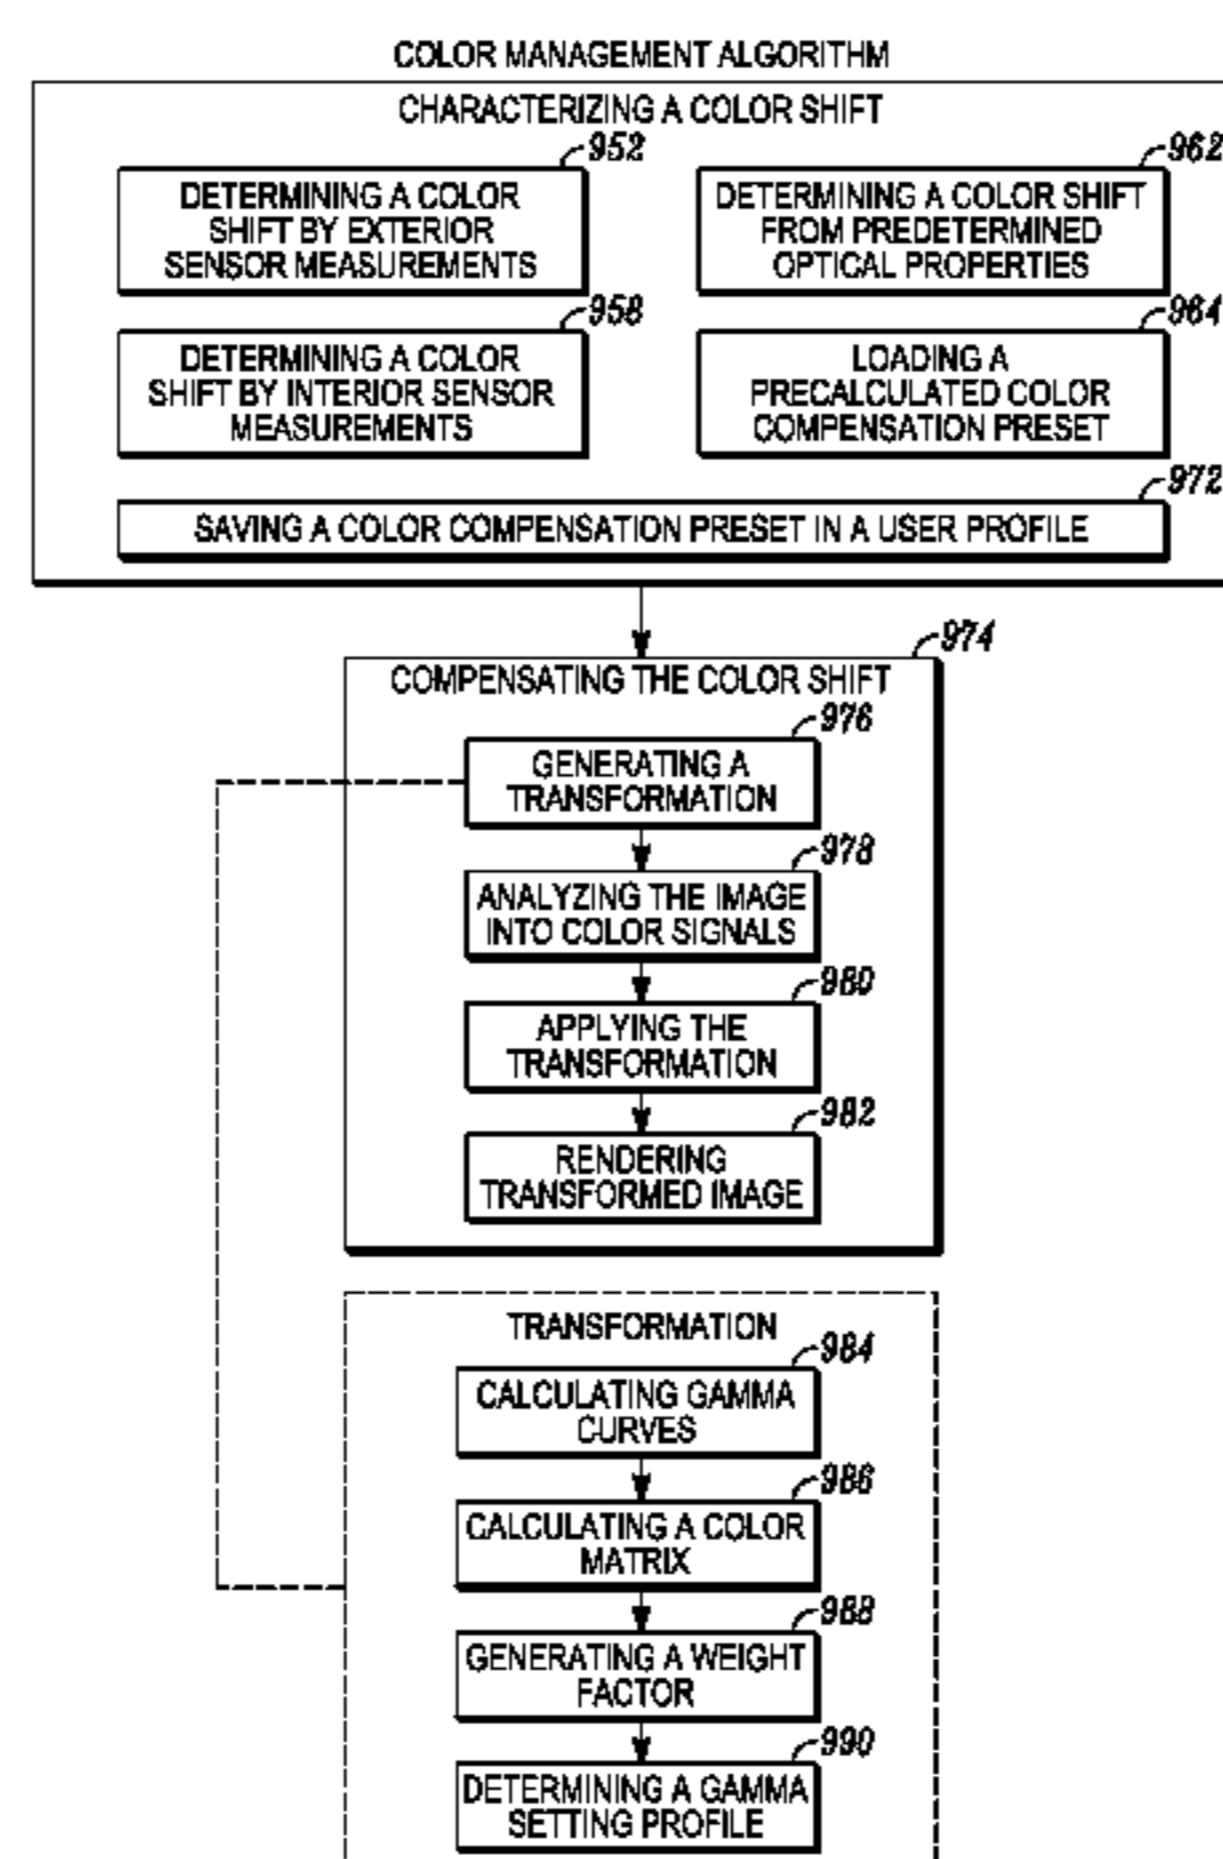 COLOR MANAGEMENT ALGORITHM
CHARACTERIZING A COLOR SHIFT
952
DETERMINING A COLOR
SHIFT BY EXTERIOR
SENSOR MEASUREMENTS
962
DETERMINING A COLOR SHIFT
FROM PREDETERMINED
OPTICAL PROPERTIES
958
DETERMINING A COLOR
SHIFT BY INTERIOR SENSOR
MEASUREMENTS
964
LOADING A
PRECALCULATED COLOR
COMPENSATION PRESET
972
SAVING A COLOR COMPENSATION PRESET IN A USER PROFILE
974
COMPENSATING THE COLOR SHIFT
976
GENERATING A
TRANSFORMATION
978
ANALYZING THE IMAGE
INTO COLOR SIGNALS
980
APPLYING THE
TRANSFORMATION
982
RENDERING
TRANSFORMED IMAGE
TRANSFORMATION
984
CALCULATING GAMMA
CURVES
986
CALCULATING A COLOR
MATRIX
988
GENERATING A WEIGHT
FACTOR
990
DETERMINING A GAMMA
SETTING PROFILE